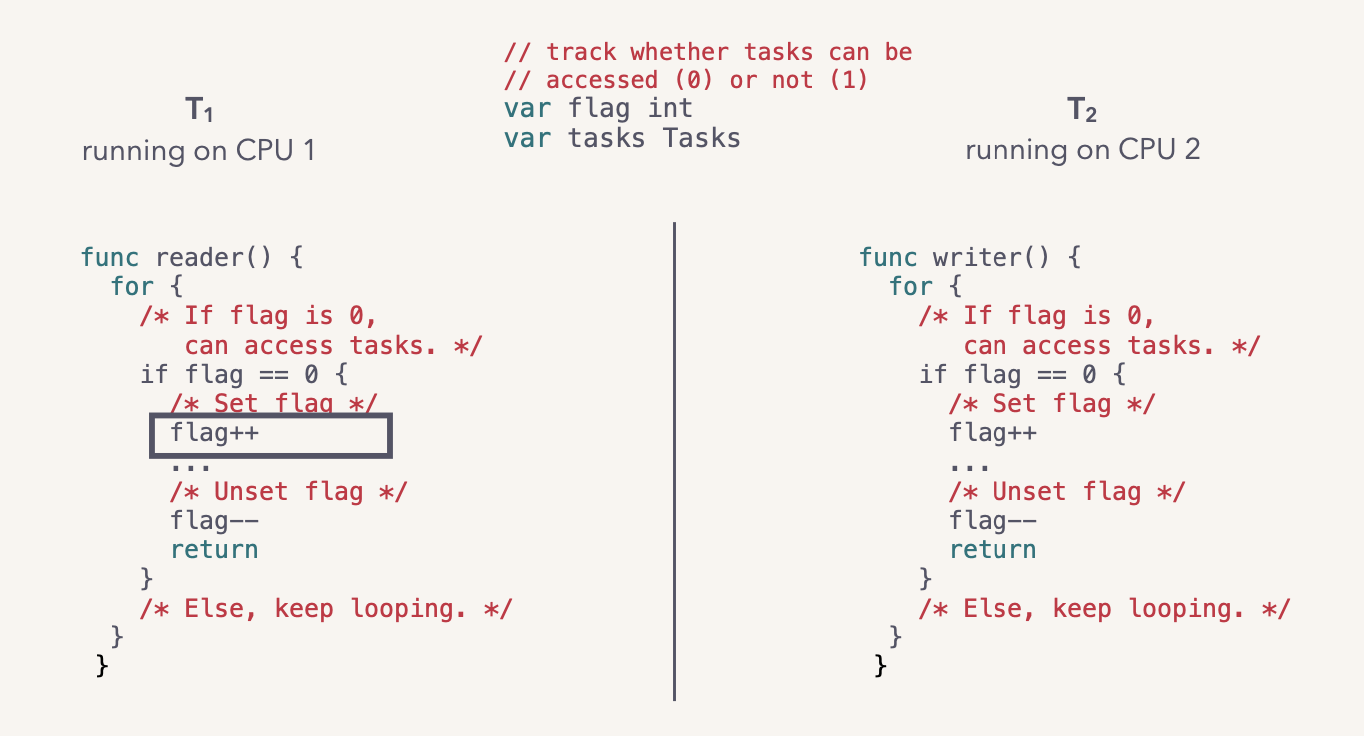 // track whether tasks can be
// accessed (0) or not (1)
var flag int
var tasks Tasks
T₁
running on CPU 1
func reader() {
for {
/* If flag is 0,
can access tasks. */
if flag == 0 {
/* Set flag */
flag++
...
/* Unset flag */
flag--
return
}
/* Else, keep looping. */
}
}
T₂
running on CPU 2
func writer() {
for {
/* If flag is 0,
can access tasks. */
if flag == 0 {
/* Set flag */
flag++
...
/* Unset flag */
flag--
return
}
/* Else, keep looping. */
}
}